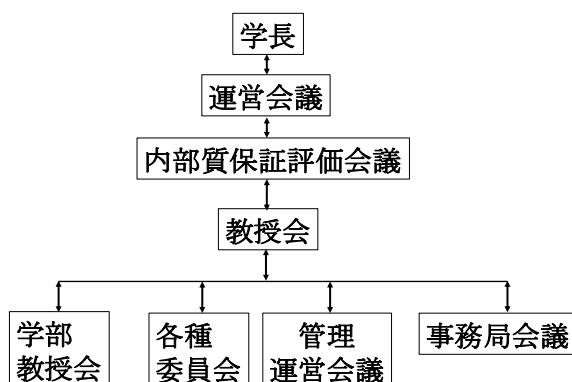 学長
運営会議
内部質保証評価会議
教授会
学部
教授会
各種
委員会
管理
運営会議
事務局会議